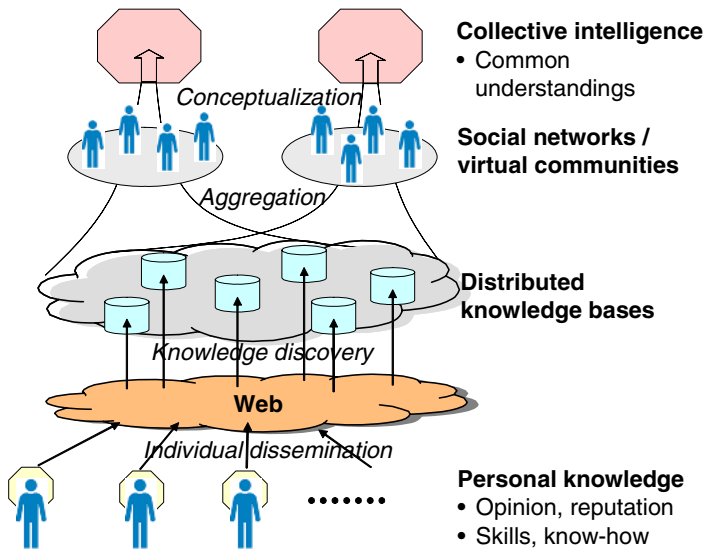 Collective intelligence
• Common
understandings
Conceptualization
Social networks /
virtual communities
Aggregation
Distributed
knowledge bases
Knowledge discovery
Web
Individual dissemination
Personal knowledge
• Opinion, reputation
• Skills, know-how